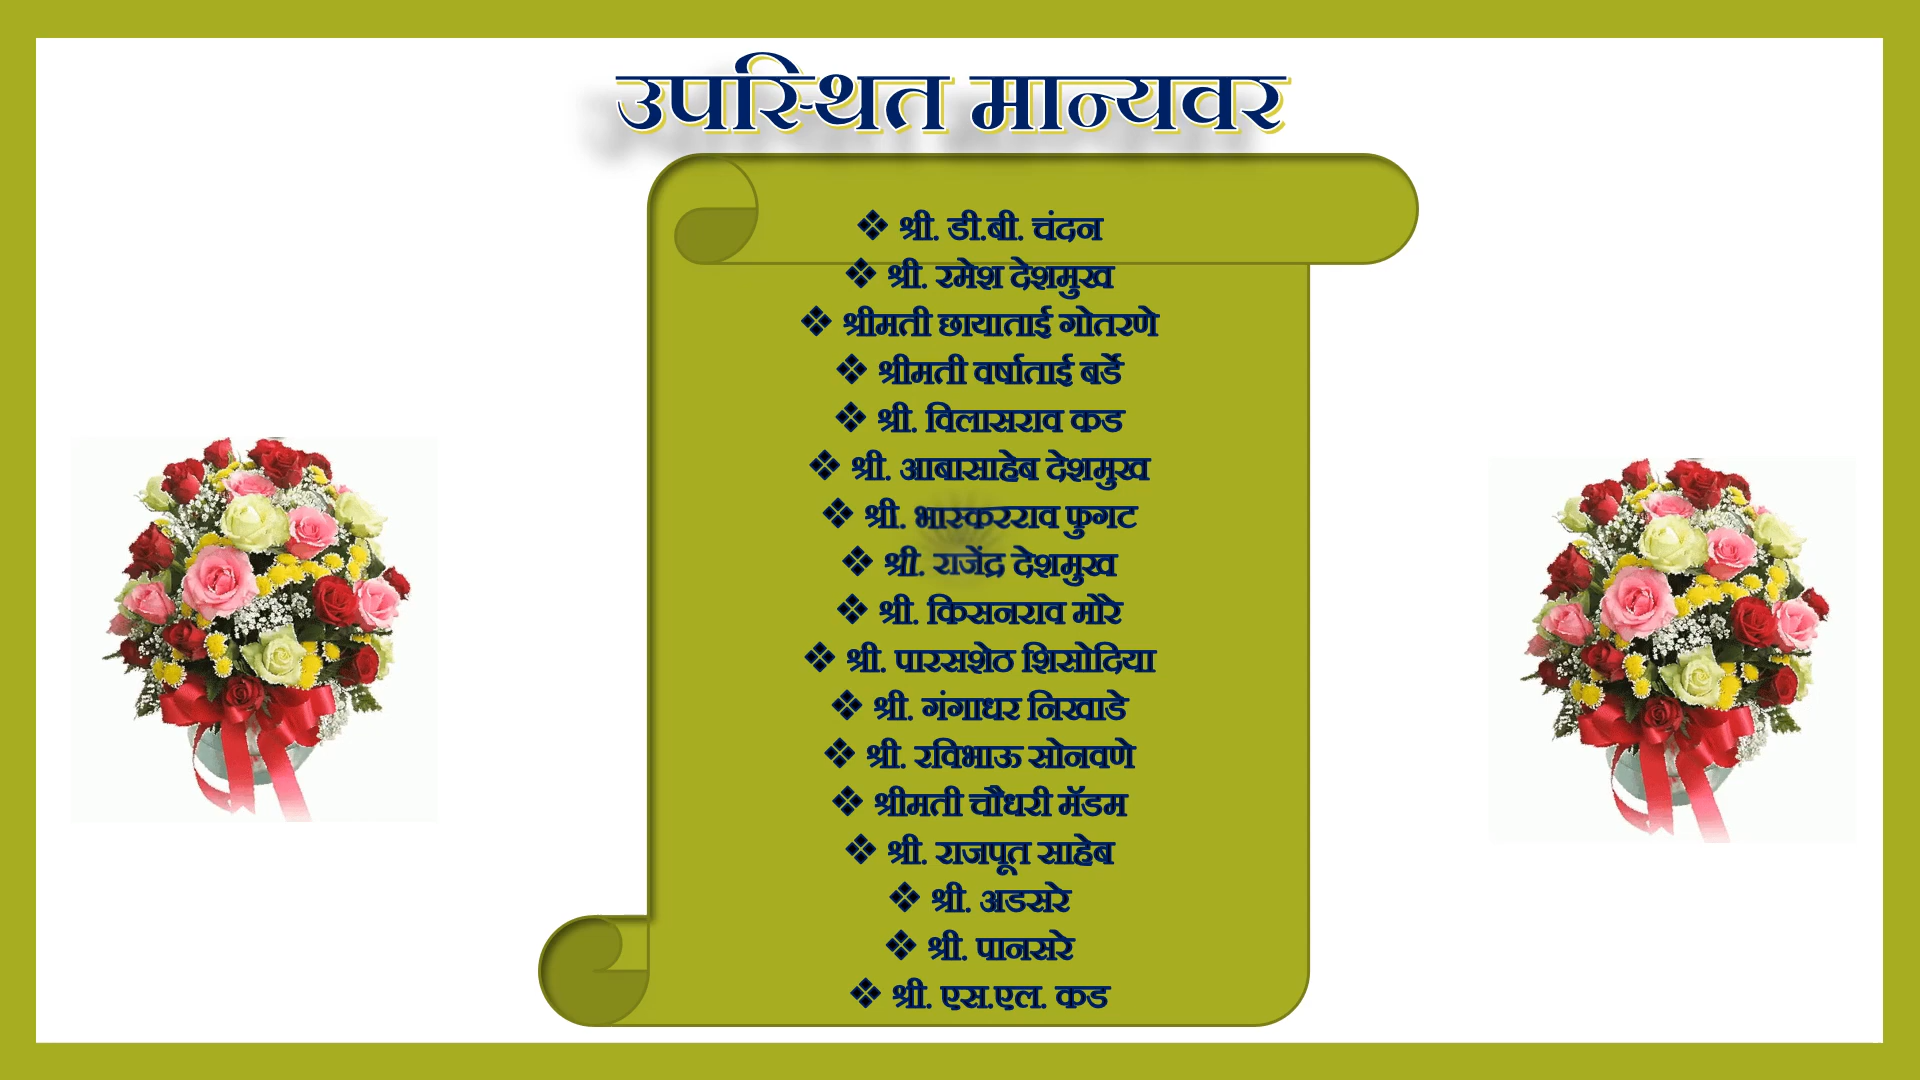 उपस्थित मान्यवर
❖ श्री. डी.बी. चंदन
❖ श्री. रमेश देशमुख
❖ श्रीमती छायाताई गोतरणे
❖ श्रीमती वर्षाताई बर्डे
❖ श्री. विलासराव कड
❖ श्री. आबासाहेब देशमुख
❖ श्री. भास्करराव फुगट
❖ श्री. राजेंद्र देशमुख
❖ श्री. किसनराव मोरे
❖ श्री. पारसशेठ शिसोदिया
❖ श्री. गंगाधर निखाडे
❖ श्री. रविभाऊ सोनवणे
❖ श्रीमती चौधरी मॅडम
❖ श्री. राजपूत साहेब
❖ श्री. अडसरे
❖ श्री. पानसरे
❖ श्री. एस.एल. कड